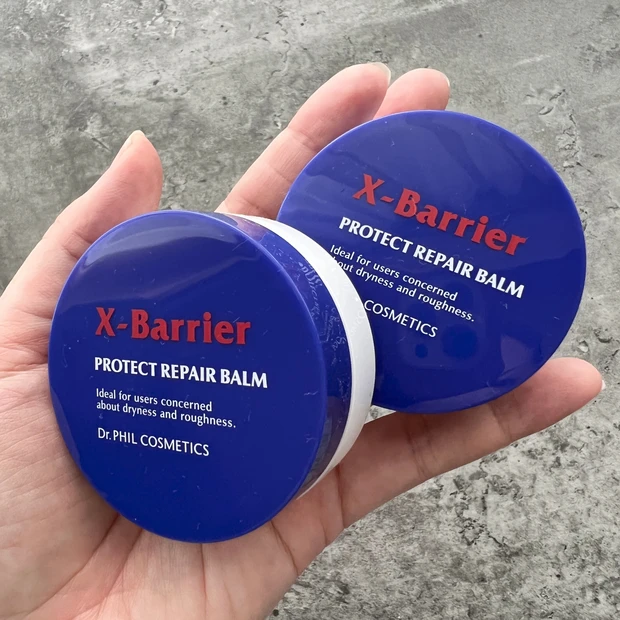 X-Barrier
PROTECT REPAIR BALM
Ideal for users concerned
about dryness and roughness.
Dr.PHIL COSMETICS
X-Barrier
PROTECT REPAIR BALM
Ideal for users concerned
about dryness and roughness.
COSMETICS